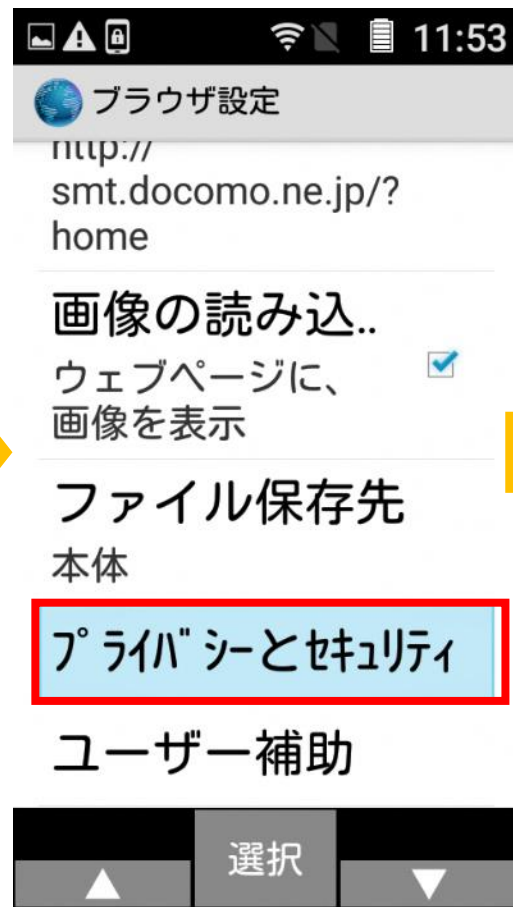 11:53
ブラウザ設定
http://
smt.docomo.ne.jp/?
home
画像の読み込..
ウェブページに、
画像を表示
ファイル保存先
本体
ﾌﾟﾗｲﾊﾞｼｰとｾｷｭﾘﾃｨ
ユーザー補助
選択